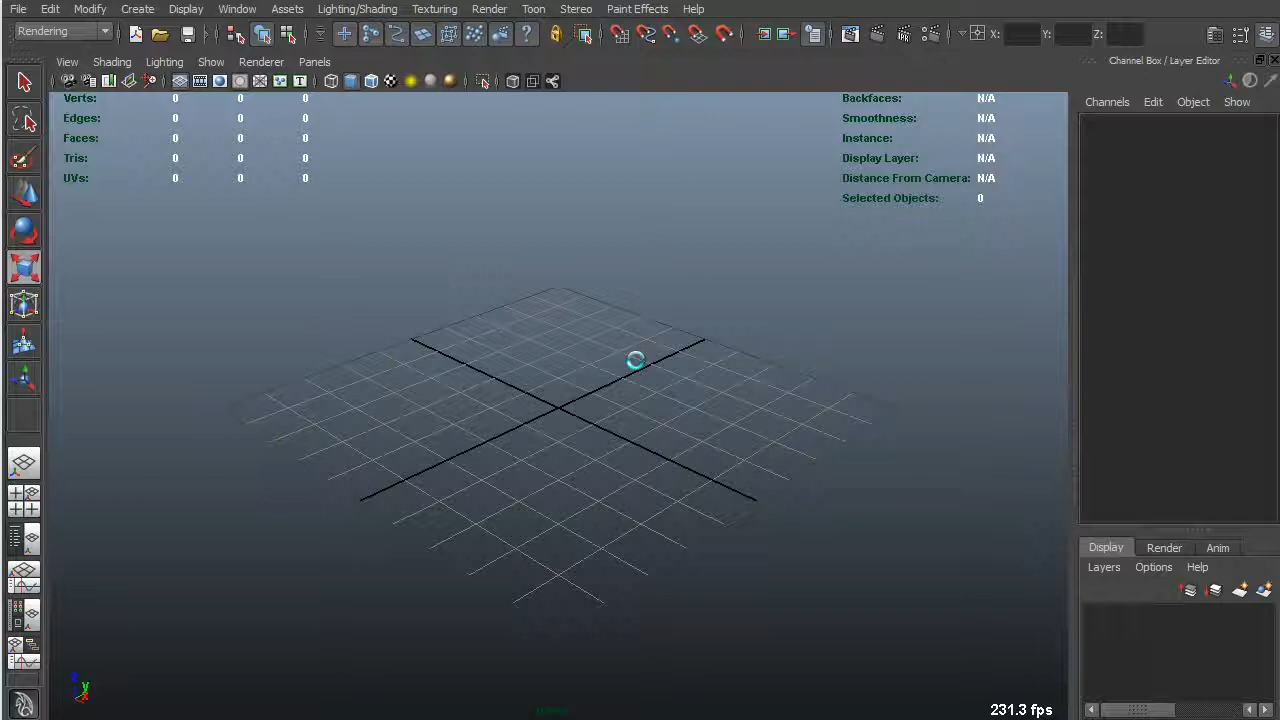 File Edit Modify Create Display Window Assets Lighting/Shading Texturing Render Toon Stereo Paint Effects Help
Rendering X: Y: Z:
Channel Box / Layer Editor
View Shading Lighting Show Renderer Panels
Channels Edit Object Show
Verts: 0 0 0
Edges: 0 0 0
Faces: 0 0 0
Tris: 0 0 0
UVs: 0 0 0
Backfaces: N/A
Smoothness: N/A
Instance: N/A
Display Layer: N/A
Distance From Camera: N/A
Selected Objects: 0
Display Render Anim
Layers Options Help
z y x
231.3 fps